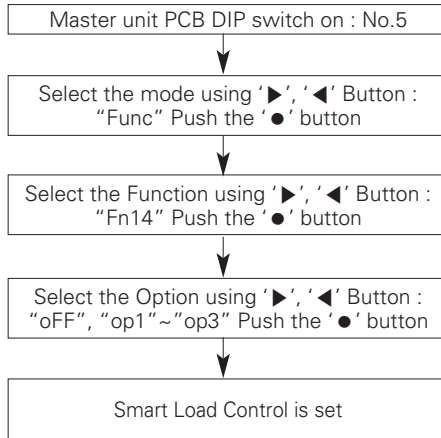 Master unit PCB DIP switch on : No.5
Select the mode using ‘▶’, ‘◀’ Button :
“Func” Push the ‘●’ button
Select the Function using ‘▶’, ‘◀’ Button :
“Fn14” Push the ‘●’ button
Select the Option using ‘▶’, ‘◀’ Button :
“oFF”, “op1”~”op3” Push the ‘●’ button
Smart Load Control is set